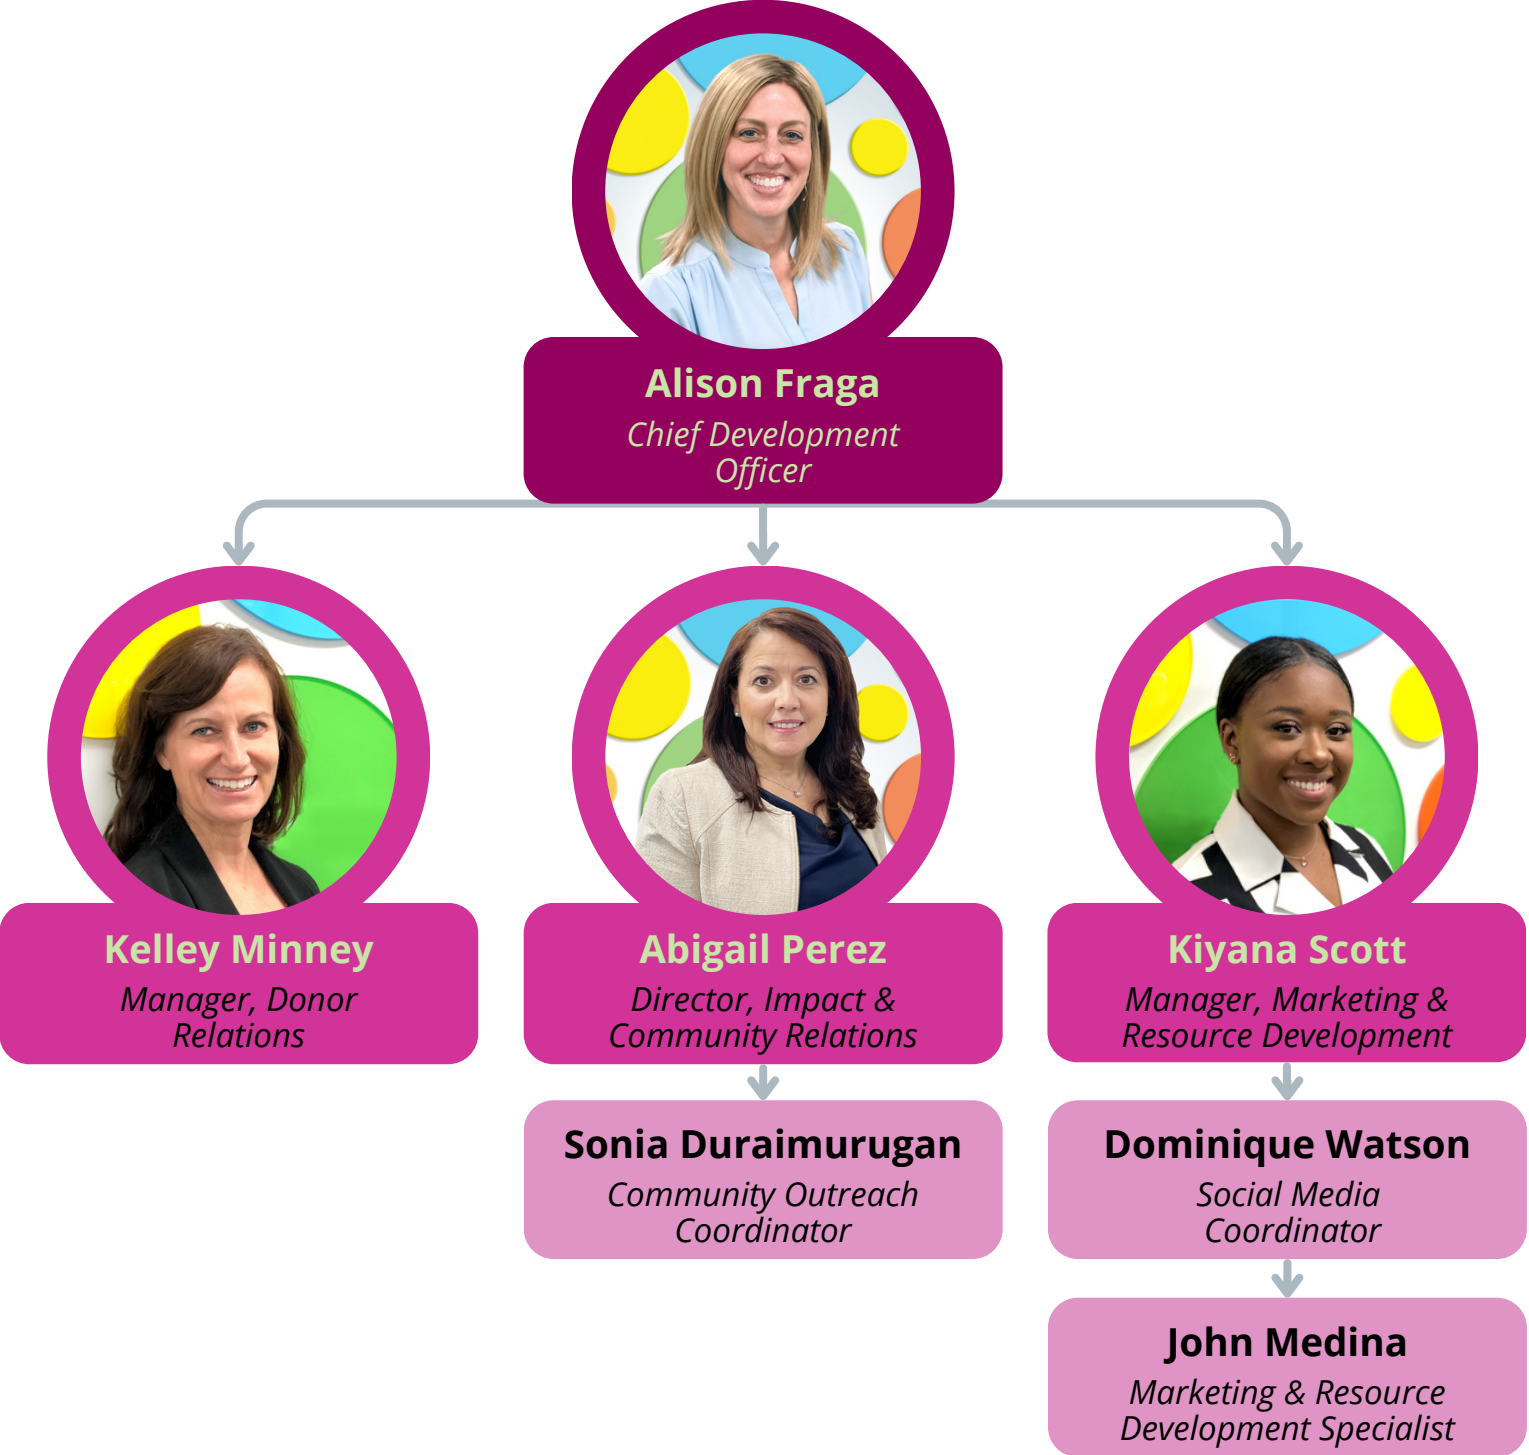 Alison Fraga
Chief Development
Officer
Kelley Minney
Manager, Donor
Relations
Abigail Perez
Director, Impact &
Community Relations
Kiyana Scott
Manager, Marketing &
Resource Development
Sonia Duraimurugan
Community Outreach
Coordinator
Dominique Watson
Social Media
Coordinator
John Medina
Marketing & Resource
Development Specialist